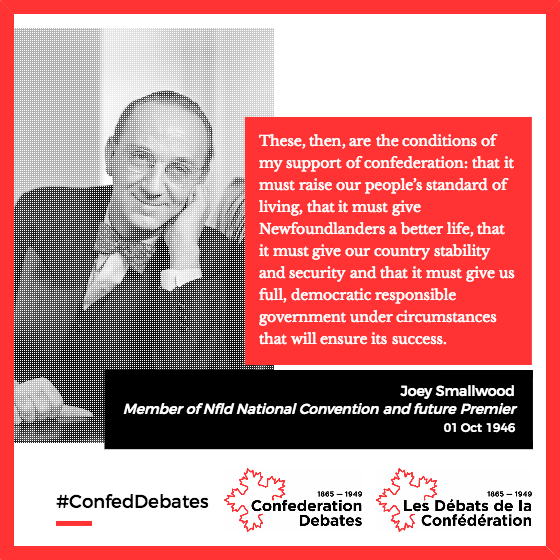 These, then, are the conditions of
my support of confederation: that it
must raise our people's standard of
living, that it must give
Newfoundlanders a better life, that
it must give our country stability
and security and that it must give us
full, democratic responsible
government under circumstances
that will ensure its success.
Joey Smallwood
Member of Nfld National Convention and future Premier
01 Oct 1946
#ConfedDebates
1865 — 1949
Confederation
Debates
1865 — 1949
Les Débats de la
Confédération